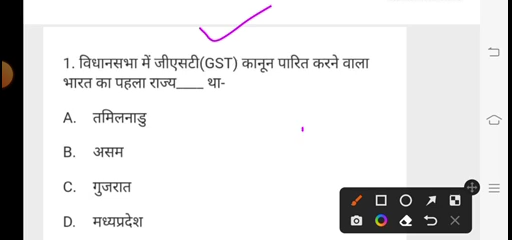 1. विधानसभा में जीएसटी(GST) कानून पारित करने वाला
भारत का पहला राज्य____ था-
A. तमिलनाडु
B. असम
C. गुजरात
D. मध्यप्रदेश